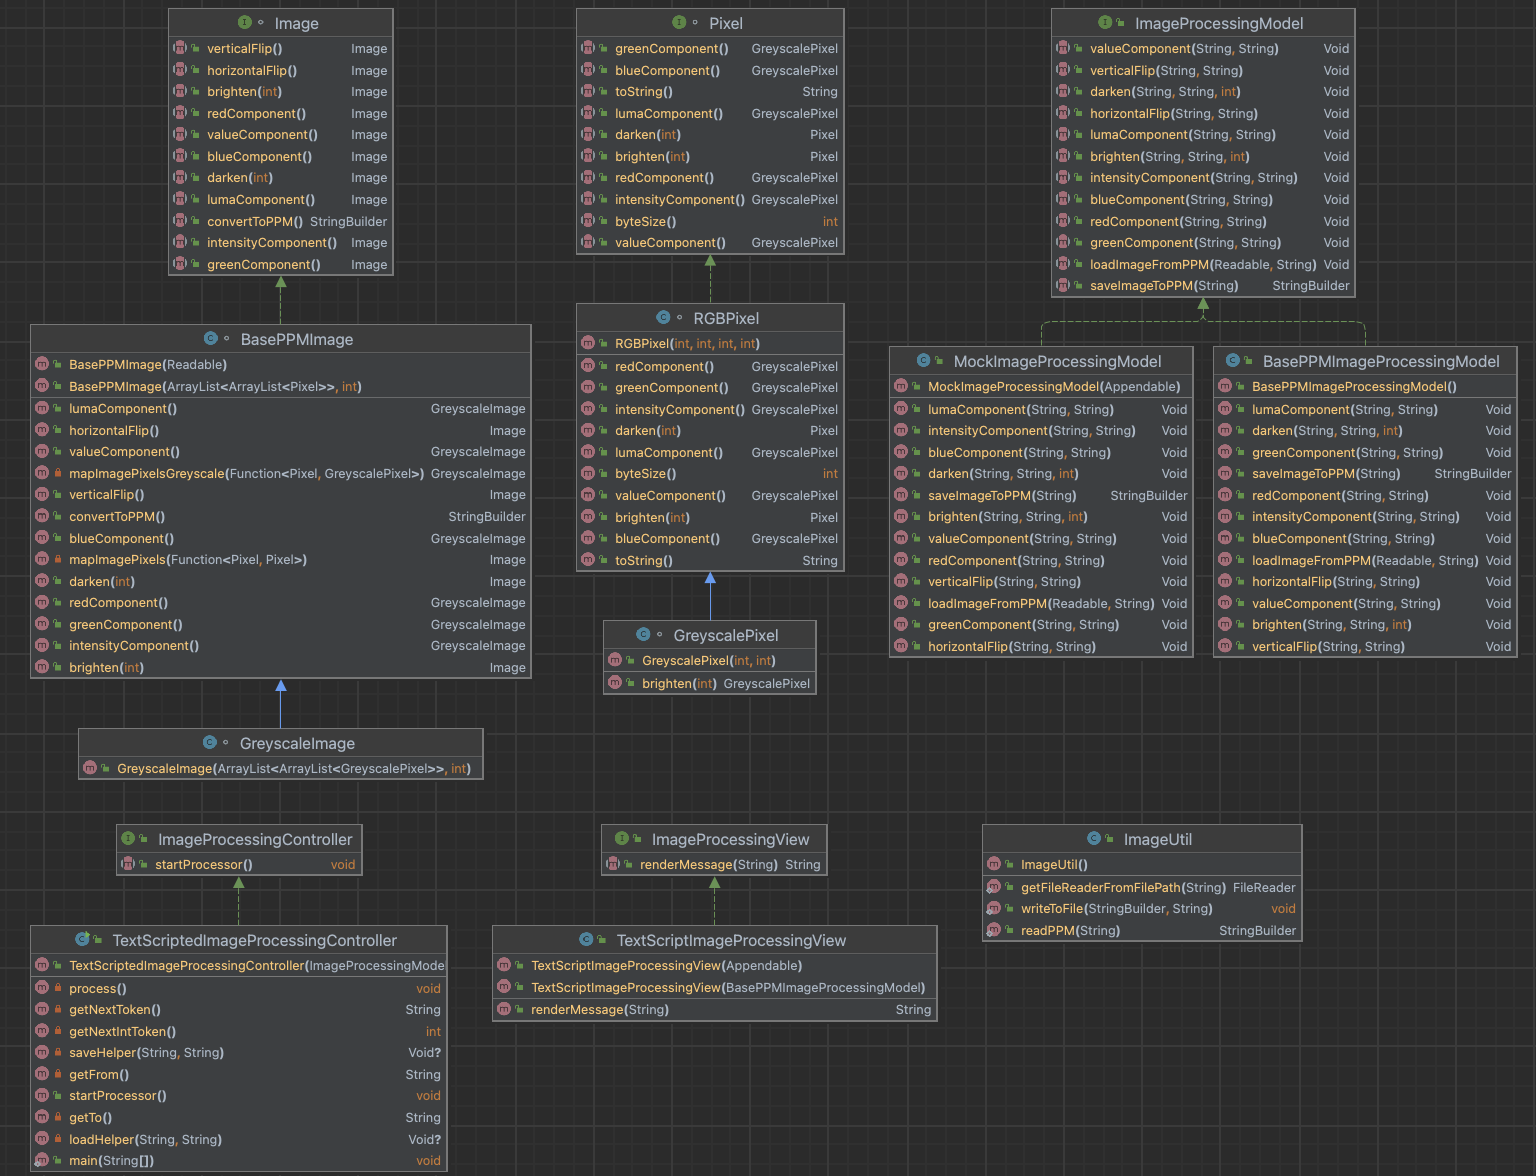 Image
verticalFlip() Image
horizontalFlip() Image
brighten(int) Image
redComponent() Image
valueComponent() Image
blueComponent() Image
darken(int) Image
lumaComponent() Image
convertToPPM() StringBuilder
intensityComponent() Image
greenComponent() Image
Pixel
greenComponent() GreyscalePixel
blueComponent() GreyscalePixel
toString() String
lumaComponent() GreyscalePixel
darken(int) Pixel
brighten(int) Pixel
redComponent() GreyscalePixel
intensityComponent() GreyscalePixel
byteSize() int
valueComponent() GreyscalePixel
ImageProcessingModel
valueComponent(String, String) Void
verticalFlip(String, String) Void
darken(String, String, int) Void
horizontalFlip(String, String) Void
lumaComponent(String, String) Void
brighten(String, String, int) Void
intensityComponent(String, String) Void
blueComponent(String, String) Void
redComponent(String, String) Void
greenComponent(String, String) Void
loadImageFromPPM(Readable, String) Void
saveImageToPPM(String) StringBuilder
BasePPMImage
BasePPMImage(Readable)
BasePPMImage(ArrayList<ArrayList<Pixel>>, int)
lumaComponent() GreyscaleImage
horizontalFlip() Image
valueComponent() GreyscaleImage
mapImagePixelsGreyscale(Function<Pixel, GreyscalePixel>) GreyscaleImage
verticalFlip() Image
convertToPPM() StringBuilder
blueComponent() GreyscaleImage
mapImagePixels(Function<Pixel, Pixel>) Image
darken(int) Image
redComponent() GreyscaleImage
greenComponent() GreyscaleImage
intensityComponent() GreyscaleImage
brighten(int) Image
RGBPixel
RGBPixel(int, int, int, int)
redComponent() GreyscalePixel
greenComponent() GreyscalePixel
intensityComponent() GreyscalePixel
darken(int) Pixel
lumaComponent() GreyscalePixel
byteSize() int
valueComponent() GreyscalePixel
brighten(int) Pixel
blueComponent() GreyscalePixel
toString() String
MockImageProcessingModel
MockImageProcessingModel(Appendable)
lumaComponent(String, String) Void
intensityComponent(String, String) Void
blueComponent(String, String) Void
darken(String, String, int) Void
saveImageToPPM(String) StringBuilder
brighten(String, String, int) Void
valueComponent(String, String) Void
redComponent(String, String) Void
verticalFlip(String, String) Void
loadImageFromPPM(Readable, String) Void
greenComponent(String, String) Void
horizontalFlip(String, String) Void
BasePPMImageProcessingModel
BasePPMImageProcessingModel()
lumaComponent(String, String) Void
darken(String, String, int) Void
greenComponent(String, String) Void
saveImageToPPM(String) StringBuilder
redComponent(String, String) Void
intensityComponent(String, String) Void
blueComponent(String, String) Void
loadImageFromPPM(Readable, String) Void
horizontalFlip(String, String) Void
valueComponent(String, String) Void
brighten(String, String, int) Void
verticalFlip(String, String) Void
GreyscalePixel
GreyscalePixel(int, int)
brighten(int) GreyscalePixel
GreyscaleImage
GreyscaleImage(ArrayList<ArrayList<GreyscalePixel>>, int)
ImageProcessingController
startProcessor() void
ImageProcessingView
renderMessage(String) String
ImageUtil
ImageUtil()
getFileReaderFromFilePath(String) FileReader
writeToFile(StringBuilder, String) void
readPPM(String) StringBuilder
TextScriptedImageProcessingController
TextScriptedImageProcessingController(ImageProcessingMode
process() void
getNextToken() String
getNextIntToken() int
saveHelper(String, String) Void?
getFrom() String
startProcessor() void
getTo() String
loadHelper(String, String) Void?
main(String[]) void
TextScriptImageProcessingView
TextScriptImageProcessingView(Appendable)
TextScriptImageProcessingView(BasePPMImageProcessingModel)
renderMessage(String) String